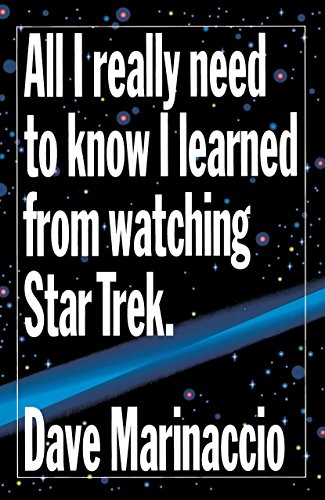 All I really need
to know I learned
from watching
Star Trek.
Dave Marinaccio